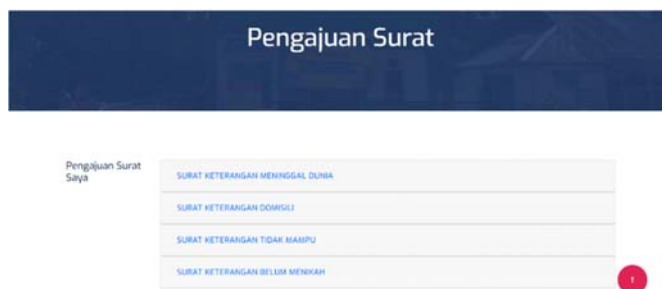 Pengajuan Surat
Pengajuan Surat
Saya
SURAT KETERANGAN MENINGGAL DUNIA
SURAT KETERANGAN DOMISILI
SURAT KETERANGAN TIDAK MAMPU
SURAT KETERANGAN BELUM MENIKAH